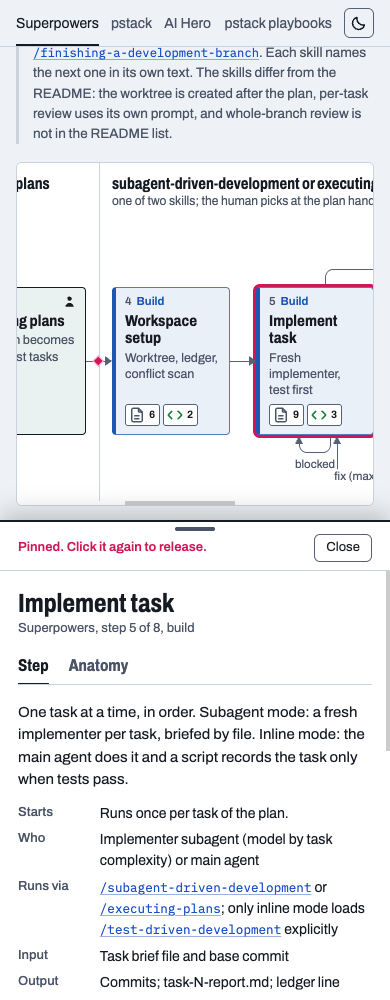 Superpowers pstack AI Hero pstack playbooks
/finishing-a-development-branch. Each skill names
the next one in its own text. The skills differ from the
README: the worktree is created after the plan, per-task
review uses its own prompt, and whole-branch review is
not in the README list.
plans
subagent-driven-development or executing
one of two skills; the human picks at the plan hand
ng plans
n becomes
st tasks
4 Build
Workspace
setup
Worktree, ledger,
conflict scan
6 2
5 Build
Implement
task
Fresh
implementer,
test first
9 3
blocked
fix (max
Pinned. Click it again to release.
Close
Implement task
Superpowers, step 5 of 8, build
Step Anatomy
One task at a time, in order. Subagent mode: a fresh
implementer per task, briefed by file. Inline mode: the
main agent does it and a script records the task only
when tests pass.
Starts Runs once per task of the plan.
Who Implementer subagent (model by task
complexity) or main agent
Runs via /subagent-driven-development or
/executing-plans; only inline mode loads
/test-driven-development explicitly
Input Task brief file and base commit
Output Commits; task-N-report.md; ledger line